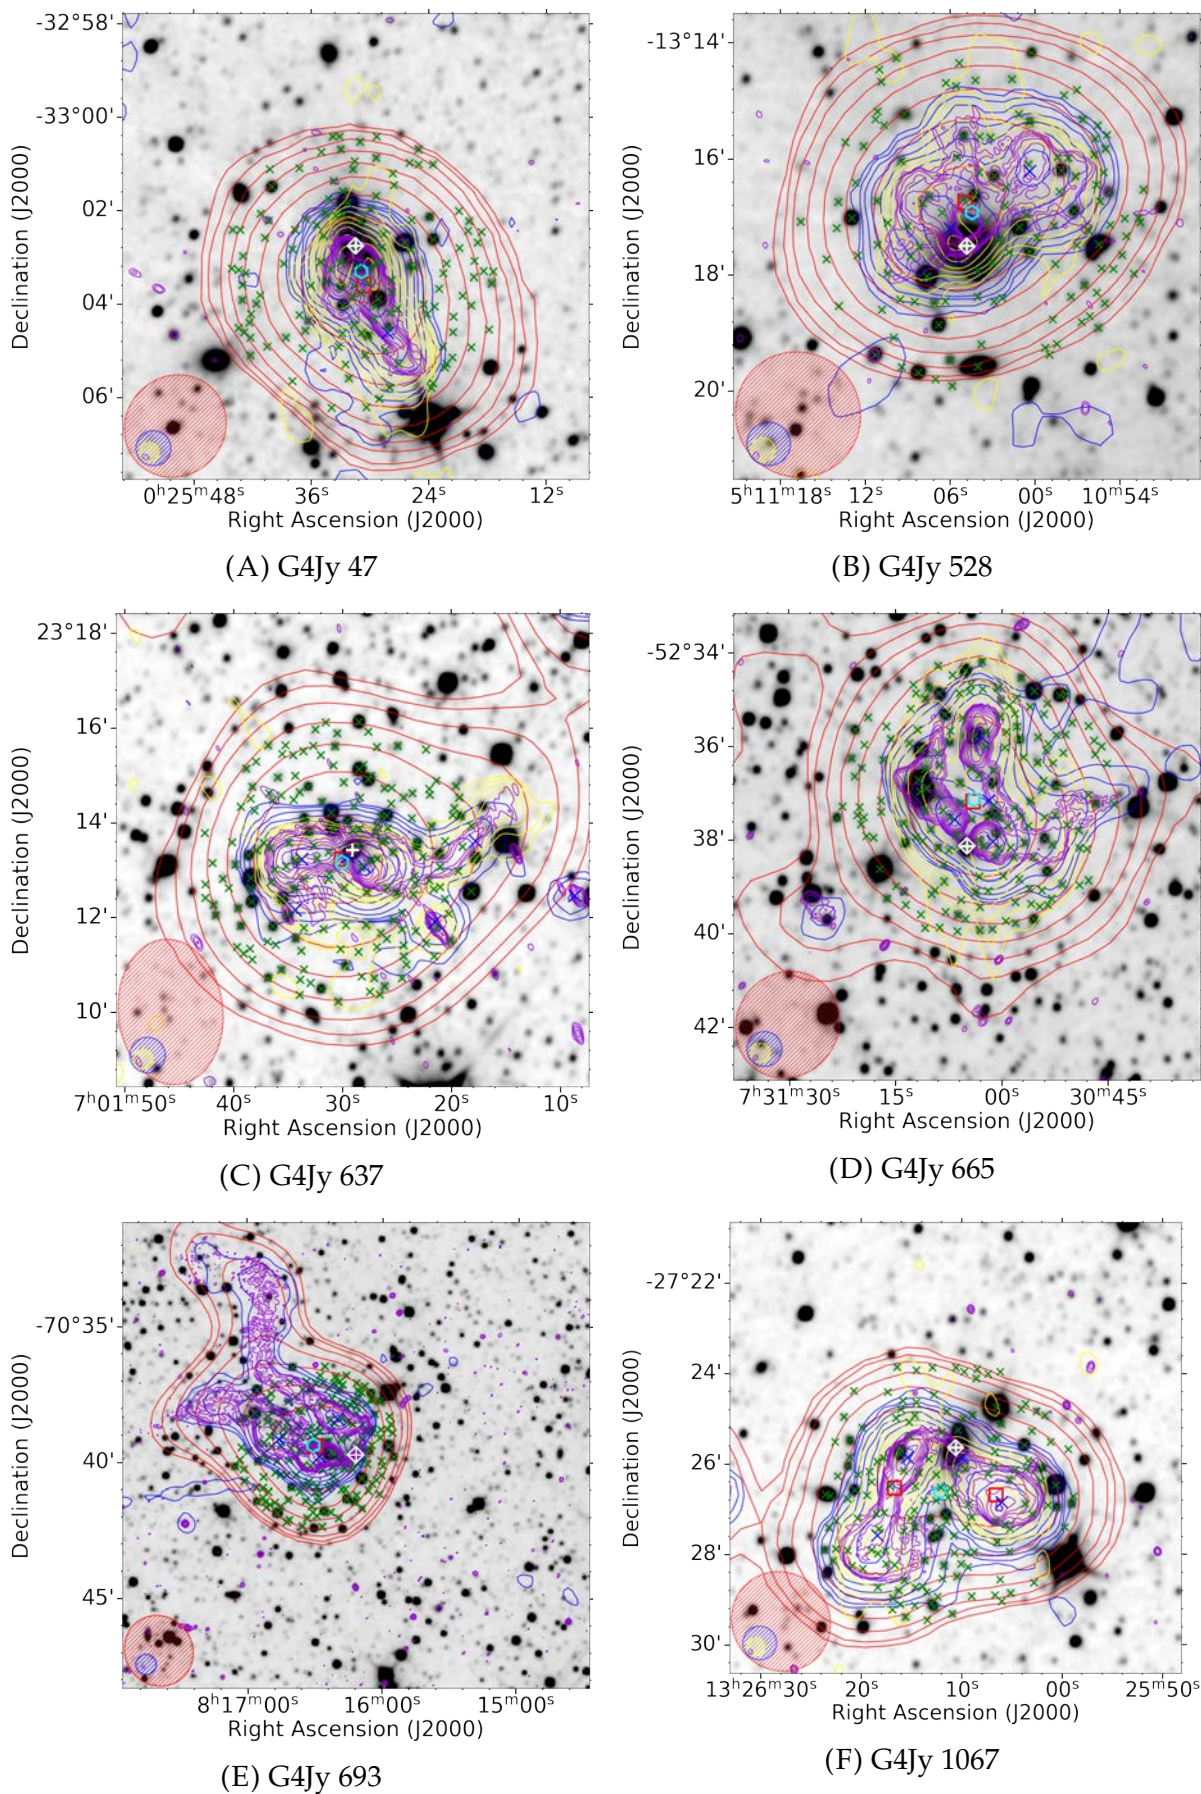 -32°58'
-33°00'
02'
04'
06'
Declination (J2000)
0ʰ25ᵐ48ˢ 36ˢ 24ˢ 12ˢ
Right Ascension (J2000)
(A) G4Jy 47
-13°14'
16'
18'
20'
Declination (J2000)
5ʰ11ᵐ18ˢ 12ˢ 06ˢ 00ˢ 10ᵐ54ˢ
Right Ascension (J2000)
(B) G4Jy 528
23°18'
16'
14'
12'
10'
Declination (J2000)
7ʰ01ᵐ50ˢ 40ˢ 30ˢ 20ˢ 10ˢ
Right Ascension (J2000)
(C) G4Jy 637
-52°34'
36'
38'
40'
42'
Declination (J2000)
7ʰ31ᵐ30ˢ 15ˢ 00ˢ 30ᵐ45ˢ
Right Ascension (J2000)
(D) G4Jy 665
-70°35'
40'
45'
Declination (J2000)
8ʰ17ᵐ00ˢ 16ᵐ00ˢ 15ᵐ00ˢ
Right Ascension (J2000)
(E) G4Jy 693
-27°22'
24'
26'
28'
30'
Declination (J2000)
13ʰ26ᵐ30ˢ 20ˢ 10ˢ 00ˢ 25ᵐ50ˢ
Right Ascension (J2000)
(F) G4Jy 1067